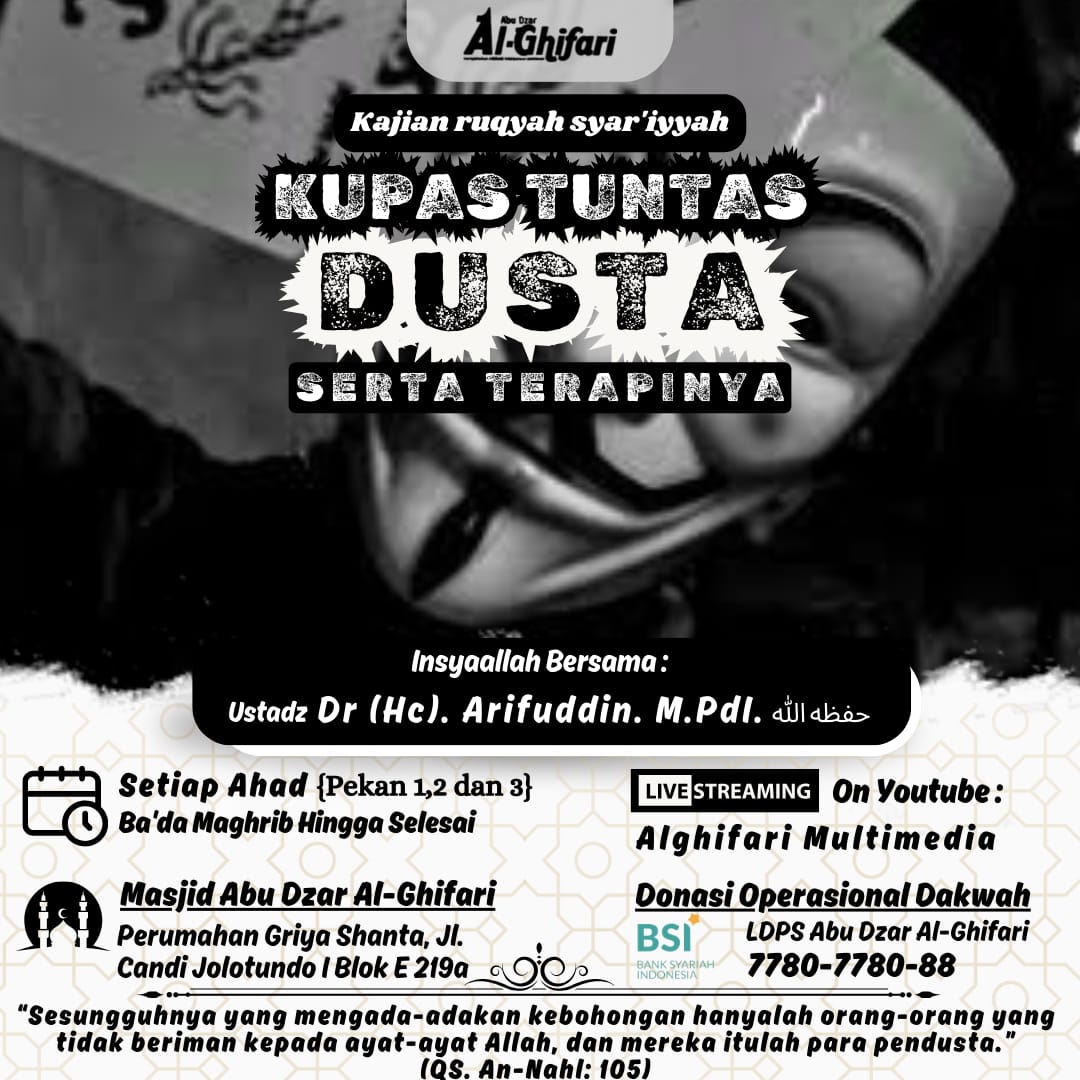 Abu Dzar
Al-Ghifari
Kajian ruqyah syar'iyyah
KUPAS TUNTAS
DUSTA
SERTA TERAPINYA
Insyaallah Bersama :
Ustadz Dr (Hc). Arifuddin. M.PdI. حفظه الله
Setiap Ahad {Pekan 1,2 dan 3}
Ba'da Maghrib Hingga Selesai
LIVE STREAMING On Youtube :
Alghifari Multimedia
Masjid Abu Dzar Al-Ghifari
Perumahan Griya Shanta, Jl.
Candi Jolotundo I Blok E 219a
Donasi Operasional Dakwah
BSI
BANK SYARIAH
INDONESIA
LDPS Abu Dzar Al-Ghifari
7780-7780-88
“Sesungguhnya yang mengada-adakan kebohongan hanyalah orang-orang yang
tidak beriman kepada ayat-ayat Allah, dan mereka itulah para pendusta.”
(QS. An-Nahl: 105)